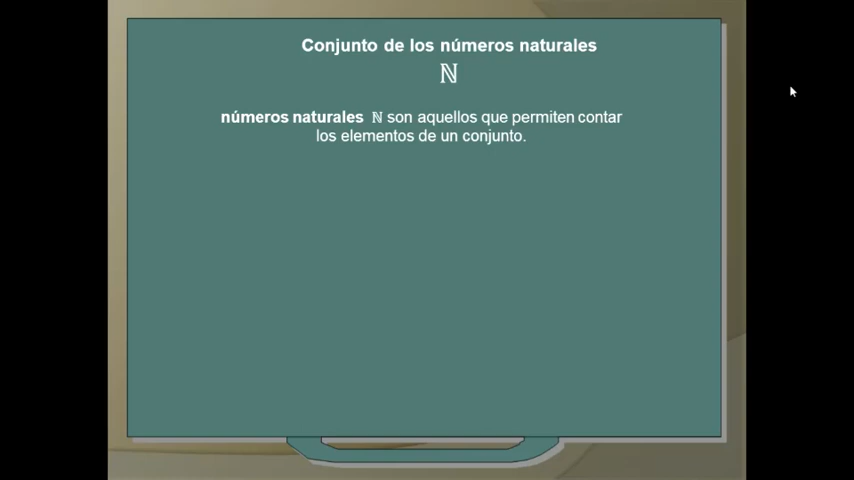 Conjunto de los números naturales
ℕ
números naturales ℕ son aquellos que permiten contar
los elementos de un conjunto.